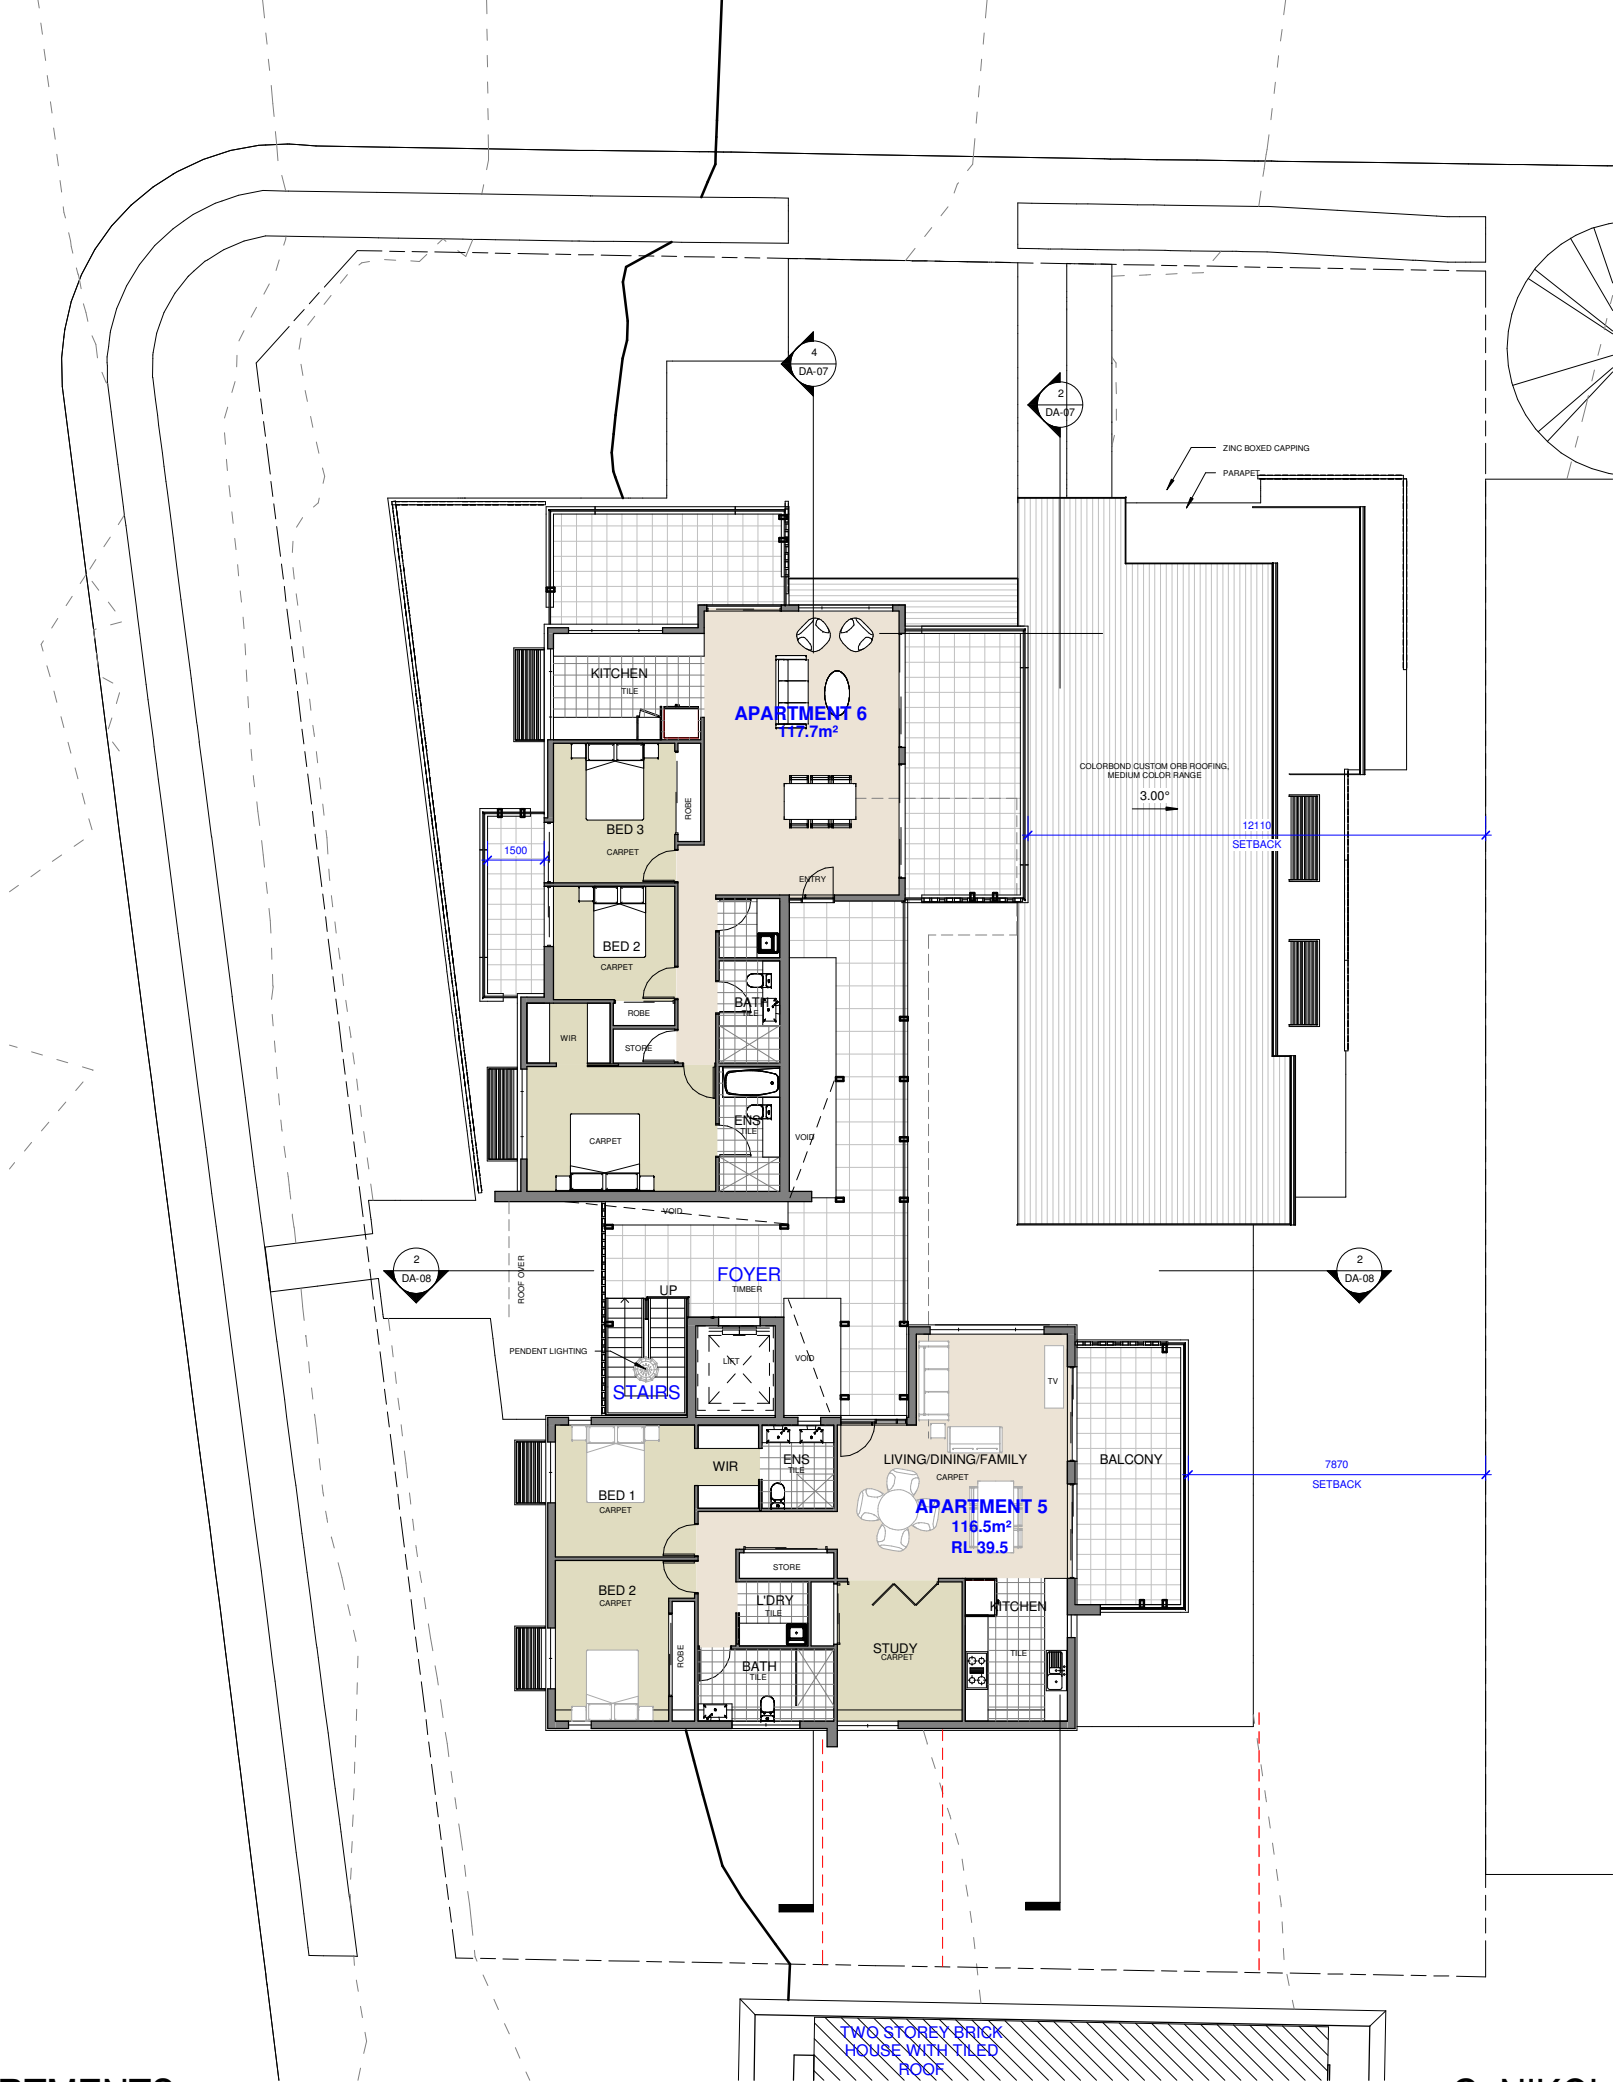 4
DA-07
2
DA-07
ZINC BOXED CAPPING
PARAPET
KITCHEN
TILE
APARTMENT 6
117.7m²
COLORBOND CUSTOM ORB ROOFING,
MEDIUM COLOR RANGE
3.00°
ROBE
BED 3
CARPET
12110
SETBACK
1500
ENTRY
BED 2
CARPET
BATH 2
TILE
ROBE
WIR
STORE
ENS
TILE
CARPET
VOID
VOID
2
DA-08
ROOF OVER
FOYER
TIMBER
UP
2
DA-08
PENDENT LIGHTING
LIFT
VOID
STAIRS
TV
WIR
ENS
TILE
LIVING/DINING/FAMILY
CARPET
BALCONY
7870
SETBACK
BED 1
CARPET
APARTMENT 5
116.5m²
RL 39.5
STORE
BED 2
CARPET
L'DRY
TILE
KITCHEN
TILE
ROBE
STUDY
CARPET
BATH
TILE
TWO STOREY BRICK
HOUSE WITH TILED
ROOF